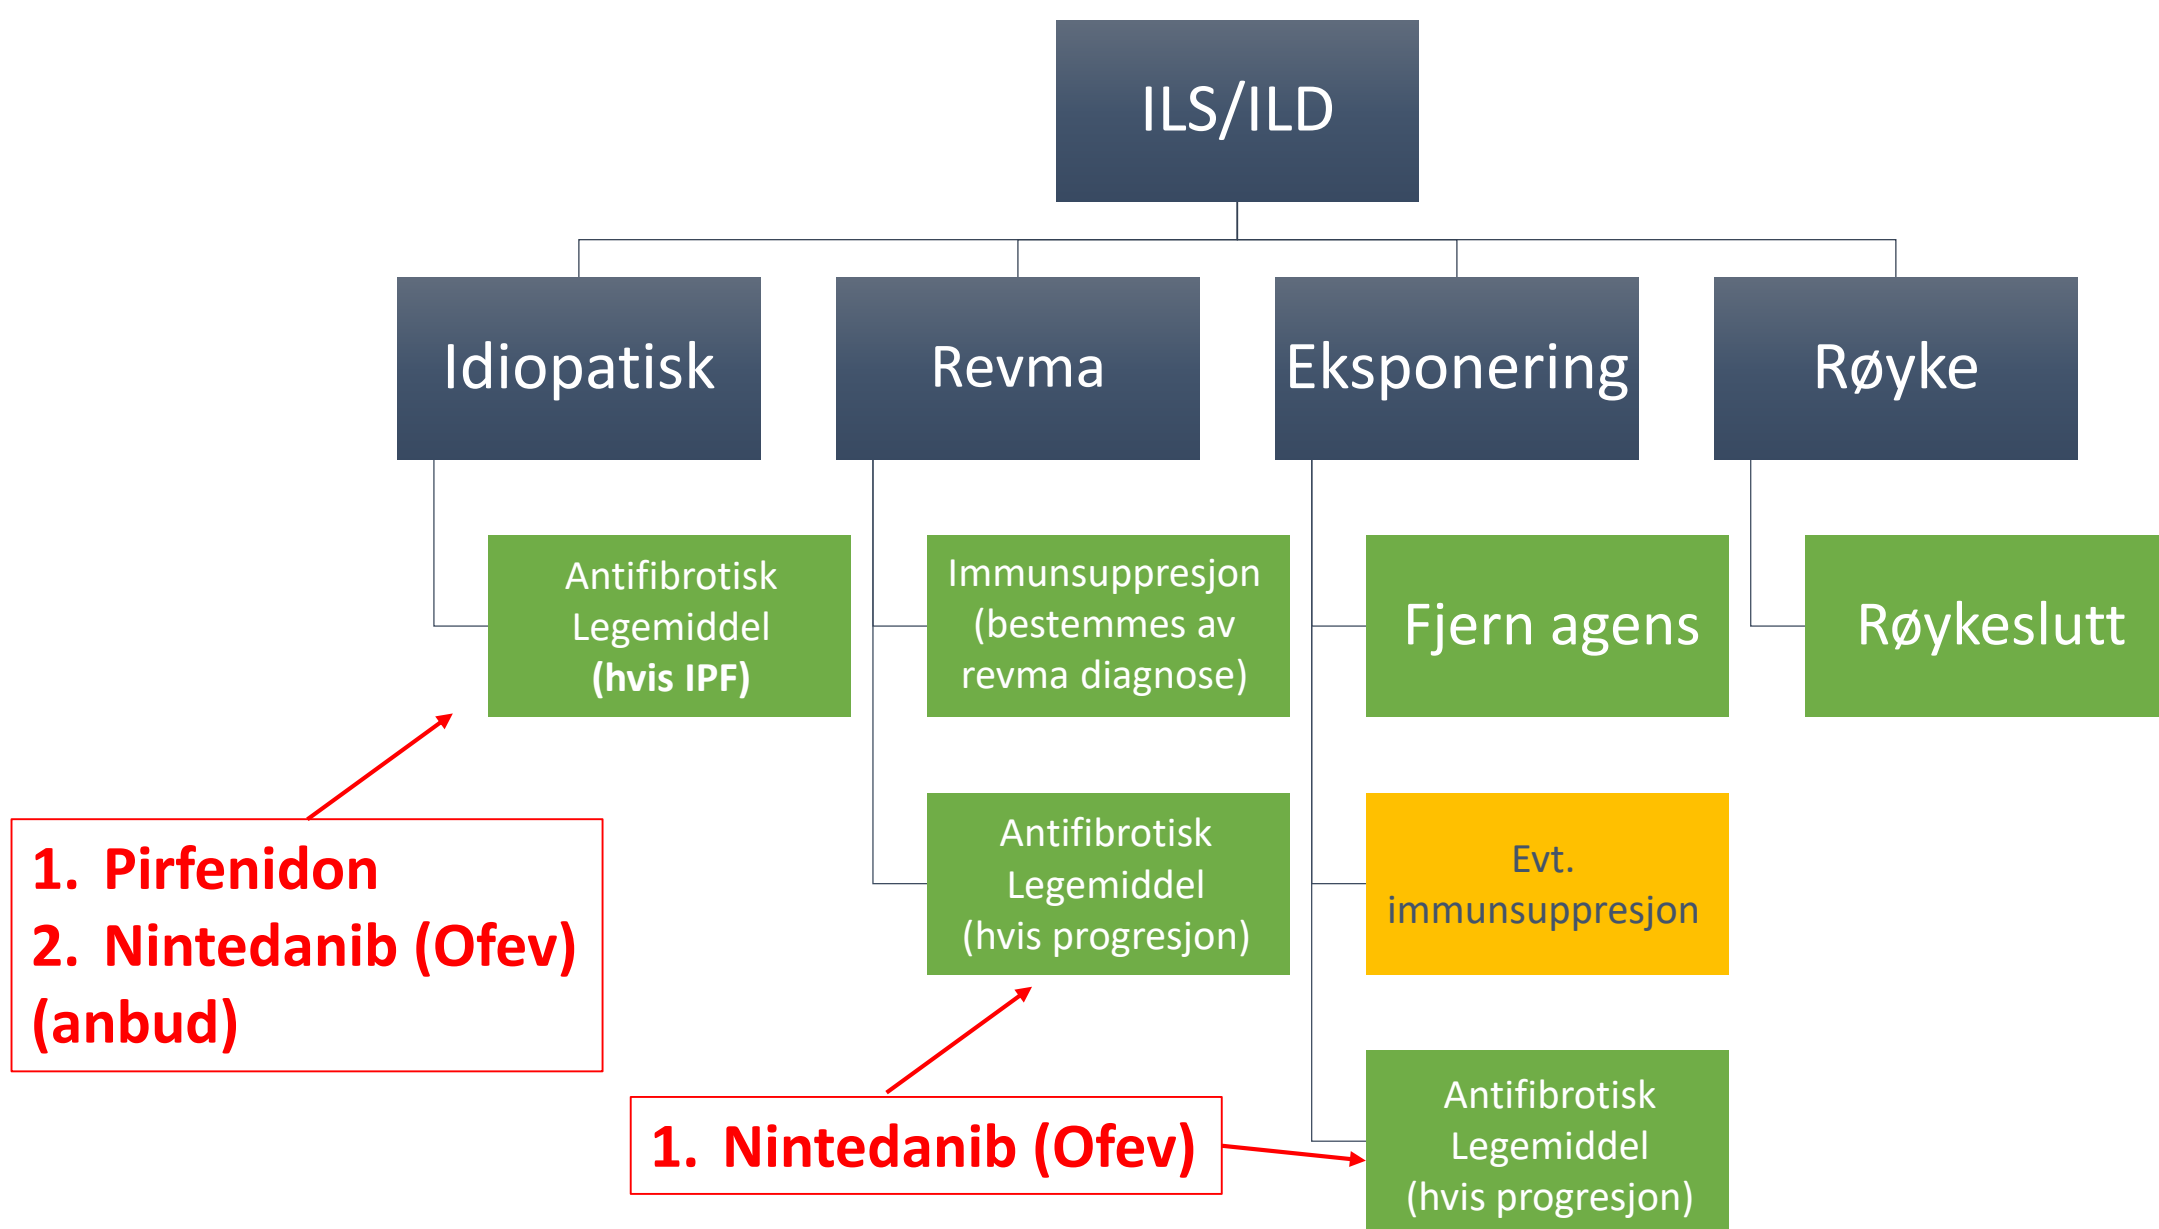 ILS/ILD
Idiopatisk
Revma
Eksponering
Røyke
Antifibrotisk
Legemiddel
(hvis IPF)
Immunsuppresjon
(bestemmes av
revma diagnose)
Fjern agens
Røykeslutt
Antifibrotisk
Legemiddel
(hvis progresjon)
Evt.
immunsuppresjon
1. Pirfenidon
2. Nintedanib (Ofev)
(anbud)
1. Nintedanib (Ofev)
Antifibrotisk
Legemiddel
(hvis progresjon)